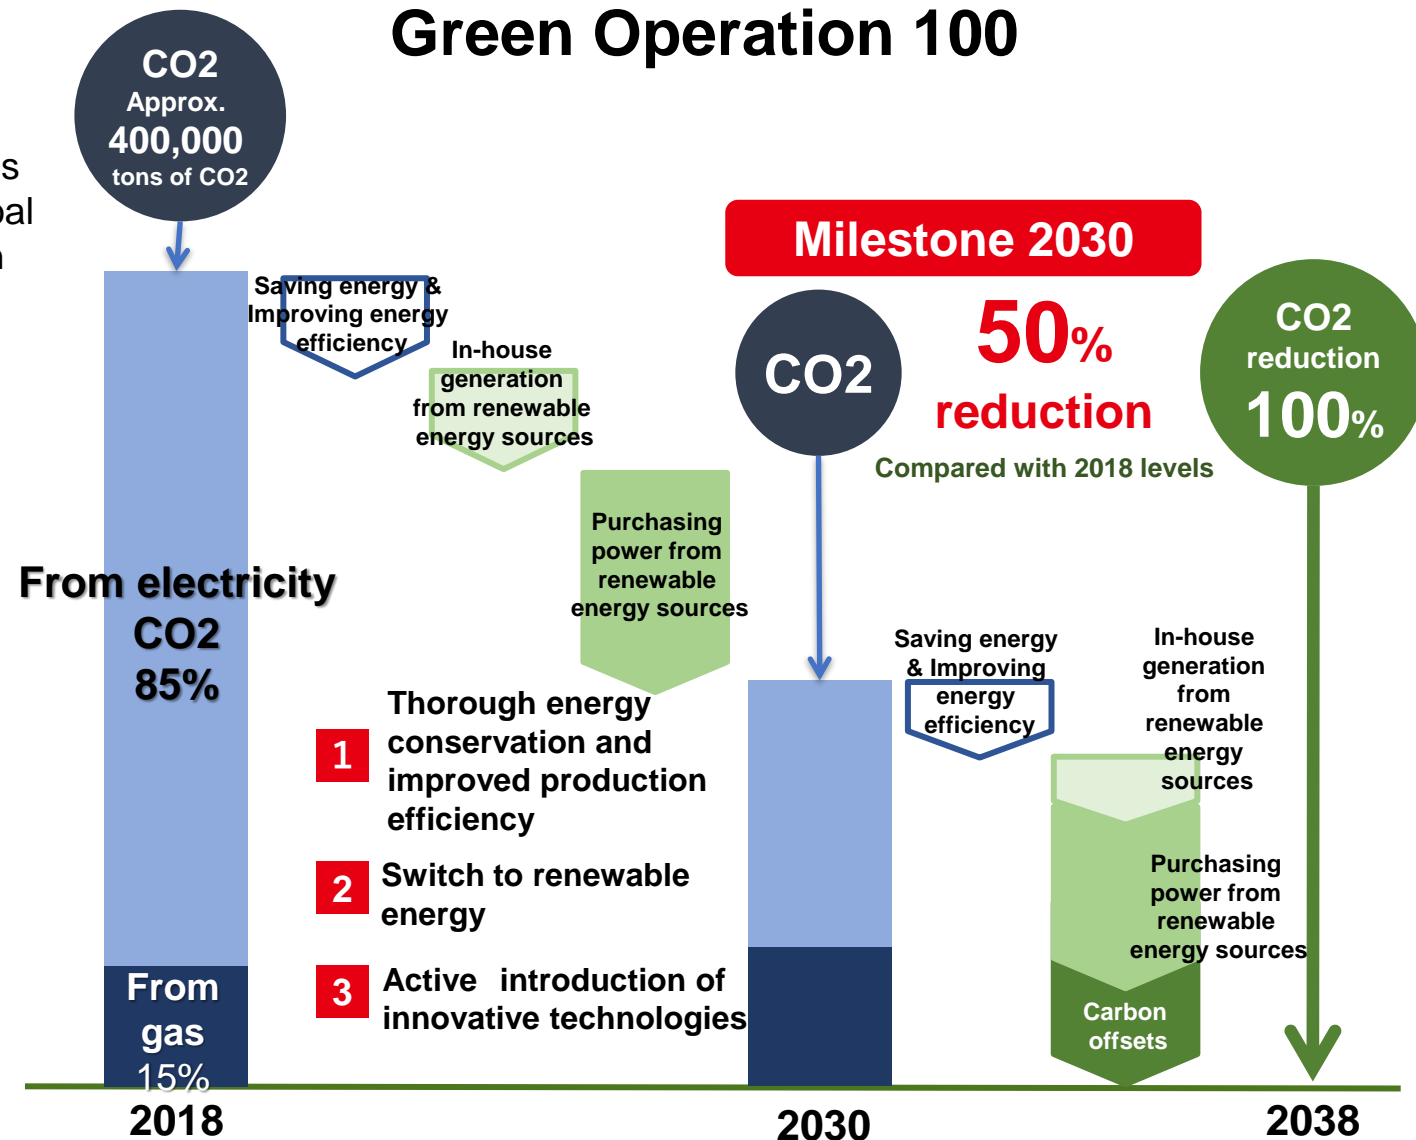 Green Operation 100
CO2
Approx.
400,000
tons of CO2
s
oal
n
Milestone 2030
50%
reduction
Compared with 2018 levels
CO2
CO2
reduction
100%
Saving energy &
Improving energy
efficiency
In-house
generation
from renewable
energy sources
Purchasing
power from
renewable
energy sources
From electricity
CO2
85%
From
gas
15%
1
Thorough energy
conservation and
improved production
efficiency
2
Switch to renewable
energy
3
Active introduction of
innovative technologies
Saving energy
& Improving
energy
efficiency
In-house
generation
from
renewable
energy
sources
Purchasing
power from
renewable
energy sources
Carbon
offsets
2018
2030
2038